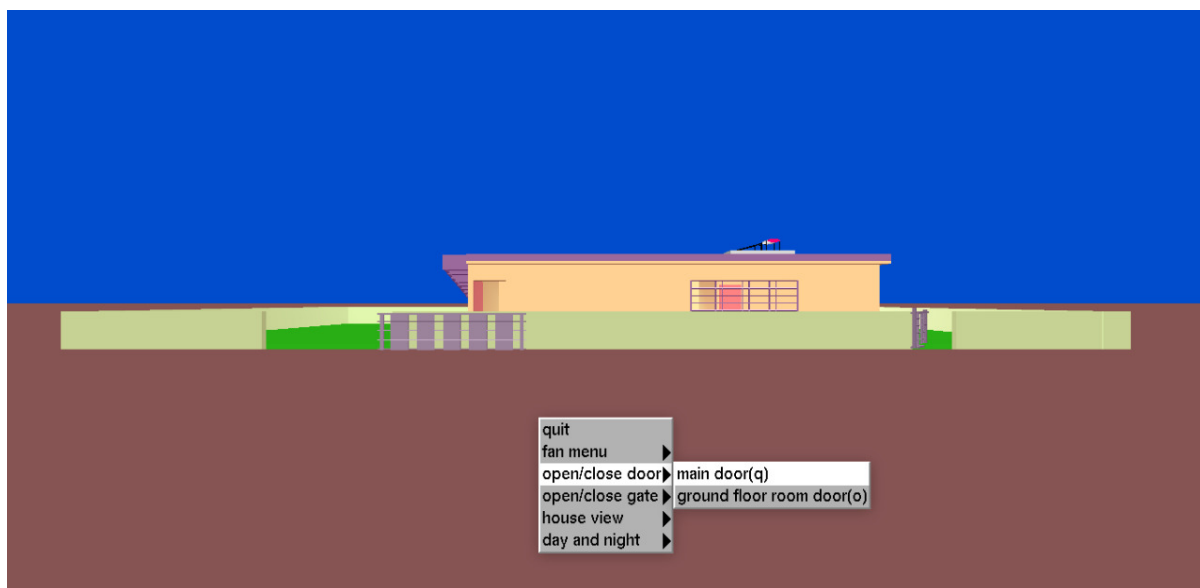 quit
fan menu
open/close door
main door(q)
open/close gate
ground floor room door(o)
house view
day and night